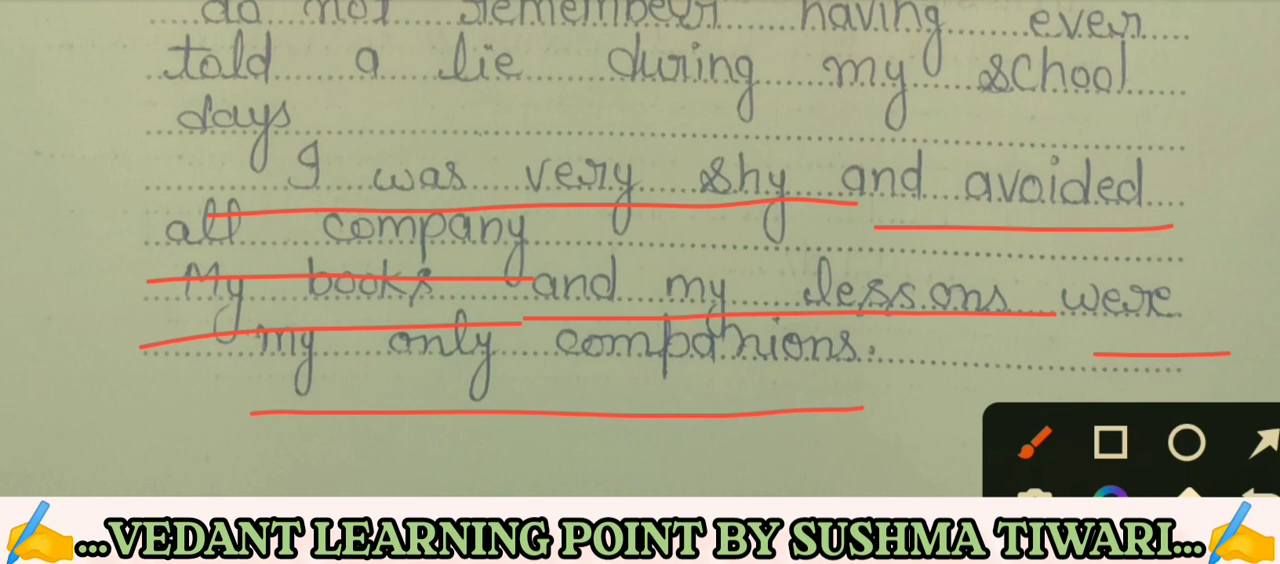 do not remember having ever
told a lie during my school
days
I was very shy and avoided
all company
My books and my lessons were
my only companions.
...VEDANT LEARNING POINT BY SUSHMA TIWARI...